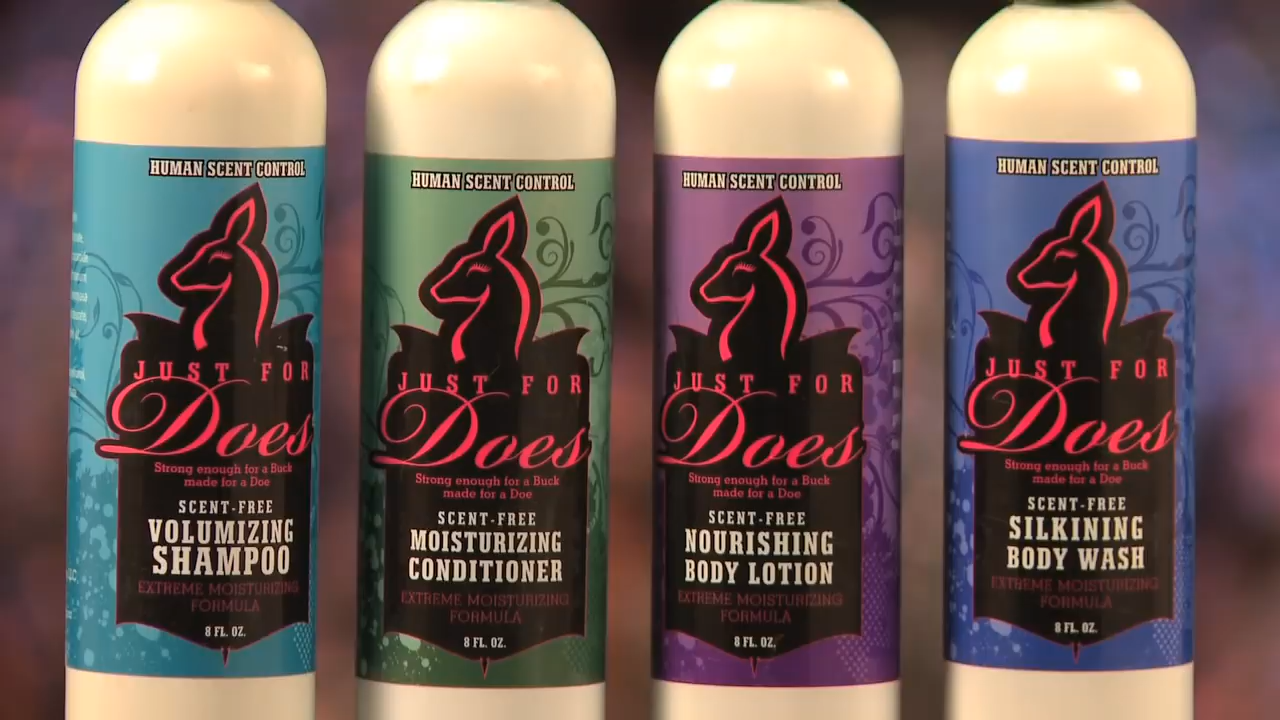 HUMAN SCENT CONTROL
JUST FOR
Does
Strong enough for a Buck
made for a Doe
SCENT-FREE
VOLUMIZING
SHAMPOO
EXTREME MOISTURIZING
FORMULA
8 FL. OZ.
HUMAN SCENT CONTROL
JUST FOR
Does
Strong enough for a Buck
made for a Doe
SCENT-FREE
MOISTURIZING
CONDITIONER
EXTREME MOISTURIZING
FORMULA
8 FL. OZ.
HUMAN SCENT CONTROL
JUST FOR
Does
Strong enough for a Buck
made for a Doe
SCENT-FREE
NOURISHING
BODY LOTION
EXTREME MOISTURIZING
FORMULA
8 FL. OZ.
HUMAN SCENT CONTROL
JUST FOR
Does
Strong enough for a Buck
made for a Doe
SCENT-FREE
SILKINING
BODY WASH
EXTREME MOISTURIZING
FORMULA
8 FL. OZ.